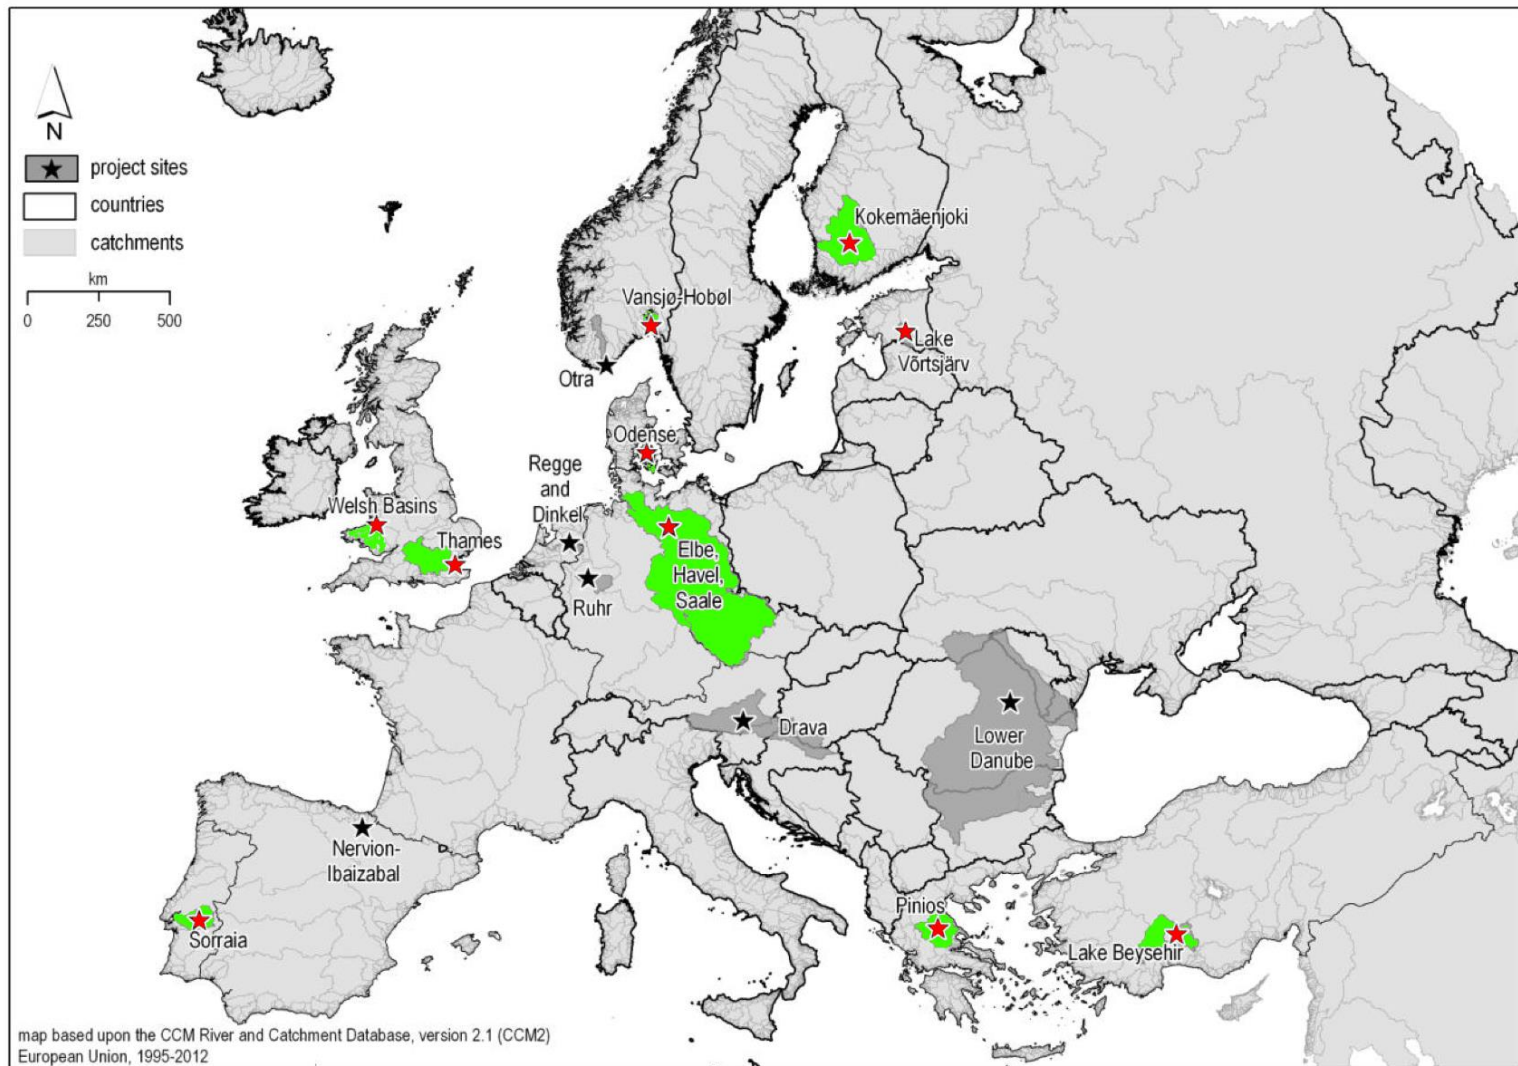 N
project sites
countries
catchments
km
0 250 500
Kokemäenjoki
Vansjø-Hobøl
Lake
Võrtsjärv
Otra
Odense
Regge
and
Dinkel
Welsh Basins
Thames
Elbe,
Havel,
Saale
Ruhr
Drava
Lower
Danube
Nervion-
Ibaizabal
Sorraia
Pinios
Lake Beysehir
map based upon the CCM River and Catchment Database, version 2.1 (CCM2)
European Union, 1995-2012